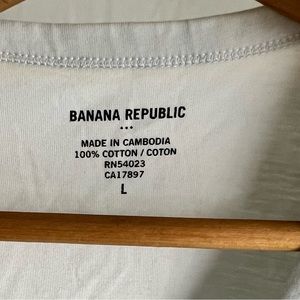 BANANA REPUBLIC
•••
MADE IN CAMBODIA
100% COTTON / COTON
RN54023
CA17897
L